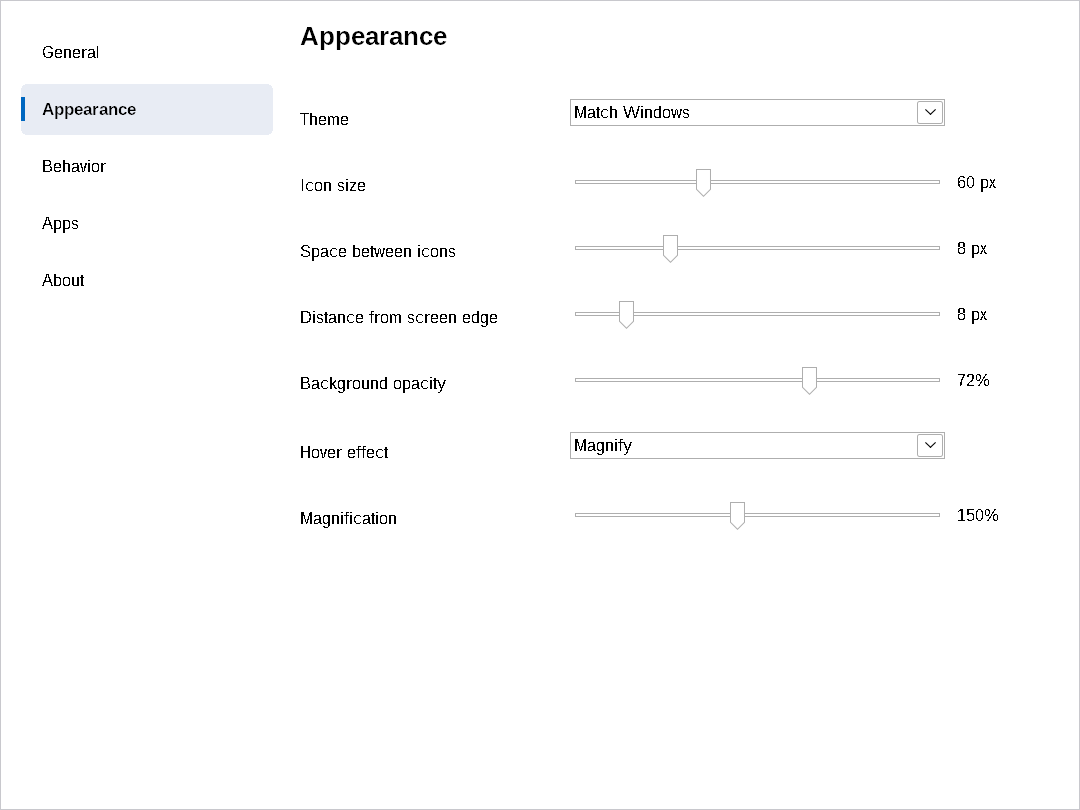 General
Appearance
Behavior
Apps
About
Appearance
Theme
Match Windows
Icon size
60 px
Space between icons
8 px
Distance from screen edge
8 px
Background opacity
72%
Hover effect
Magnify
Magnification
150%